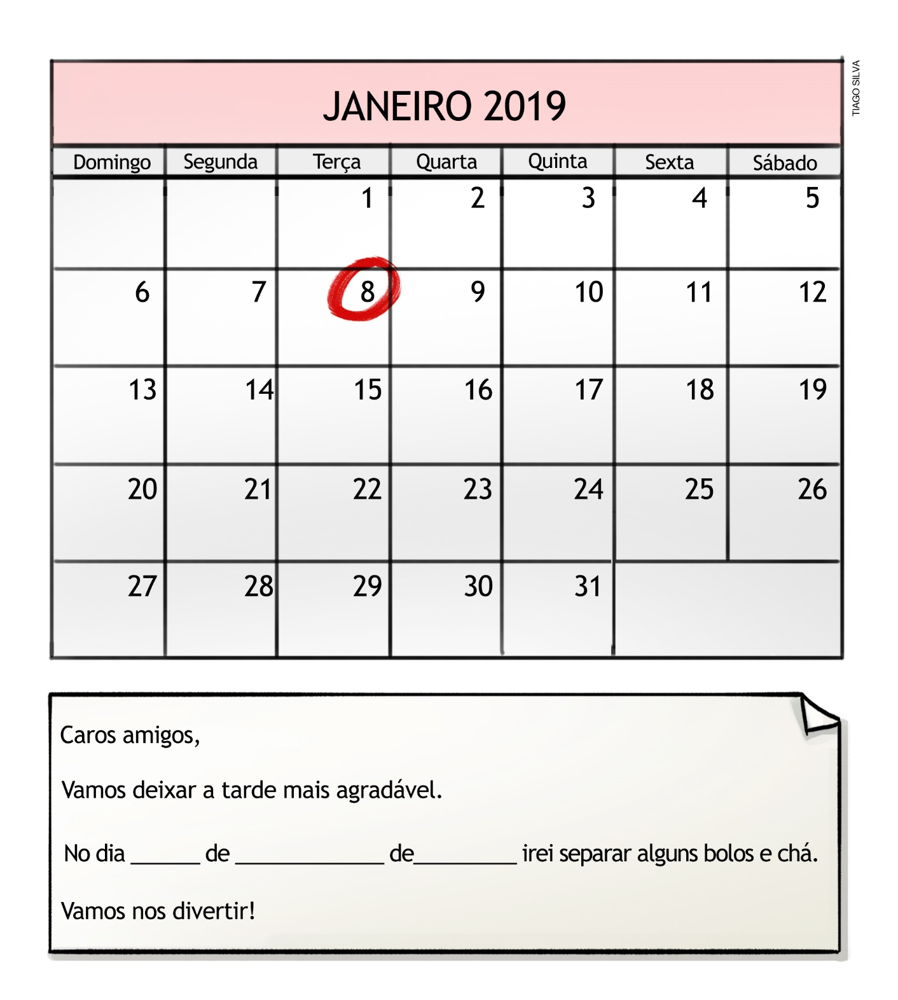 JANEIRO 2019
TIAGO SILVA
Domingo Segunda Terça Quarta Quinta Sexta Sábado
1 2 3 4 5
6 7 8 9 10 11 12
13 14 15 16 17 18 19
20 21 22 23 24 25 26
27 28 29 30 31
Caros amigos,
Vamos deixar a tarde mais agradável.
No dia ______ de _____________ de_________ irei separar alguns bolos e chá.
Vamos nos divertir!